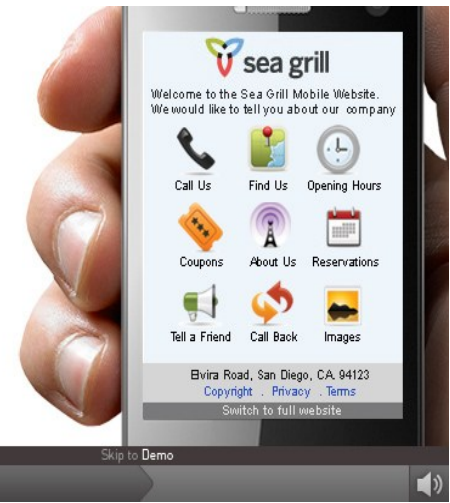 sea grill
Welcome to the Sea Grill Mobile Website.
We would like to tell you about our company
Call Us Find Us Opening Hours
Coupons About Us Reservations
Tell a Friend Call Back Images
Elvira Road, San Diego, CA. 94123
Copyright . Privacy . Terms
Switch to full website
Skip to Demo